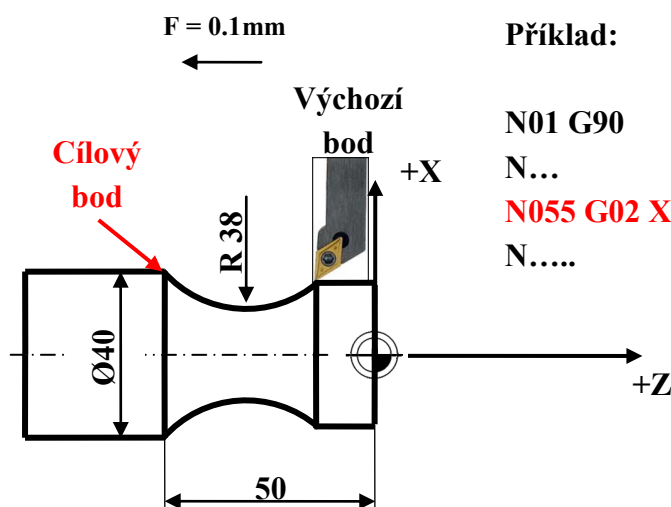 F = 0.1mm
Výchozí
bod
Cílový
bod
+X
R 38
Ø40
50
+Z
Příklad:
N01 G90
N…
N055 G02 X
N…..